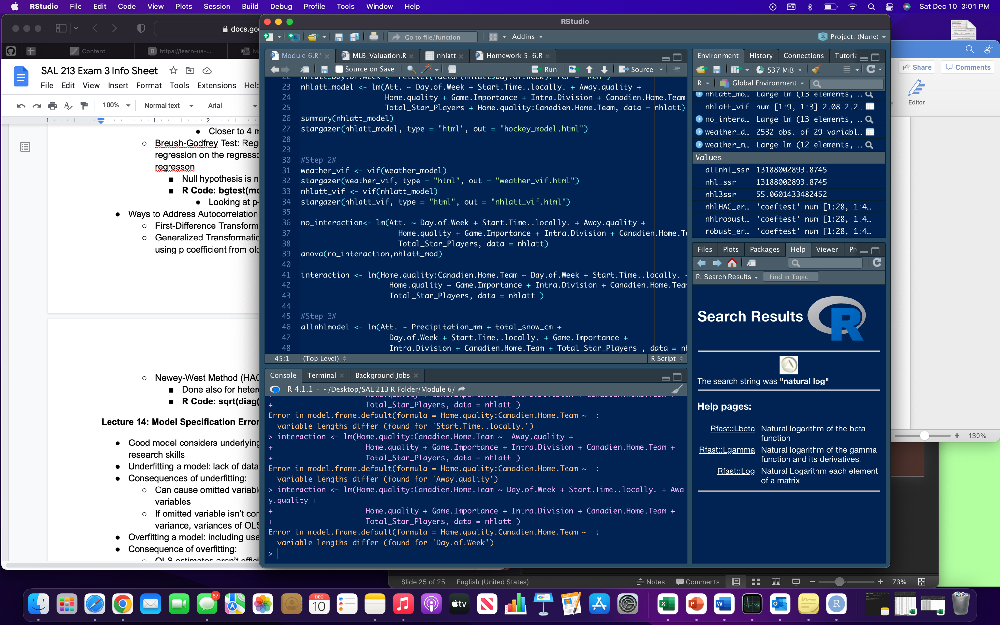 RStudio File Edit Code View Plots Session Build Debug Profile Tools Window Help Sat Dec 10 3:01 PM
docs.goo
Content
https://learn-us-...
SAL 213 Exam 3 Info Sheet
File Edit View Insert Format Tools Extensions Help
100% Normal text Arial
1 1 2
● Closer to 4 m
○ Breush-Godfrey Test: Regr
regression on the regresso
regresson
■ Null hypothesis is n
■ R Code: bgtest(mo
● Looking at p-
● Ways to Address Autocorrelation
○ First-Difference Transform
○ Generalized Transformatio
using p coefficient from old
○ Newey-West Method (HAC
■ Done also for hetero
■ R Code: sqrt(diag(
Lecture 14: Model Specification Error
● Good model considers underlying
research skills
● Underfitting a model: lack of data
● Consequences of underfitting:
○ Can cause omitted variabl
variables
○ If omitted variable isn't cor
variance, variances of OLS
● Overfitting a model: including use
● Consequence of overfitting:
○ OLS estimates aren't effici
RStudio
Go to file/function Addins Project: (None)
Module 6.R* MLB_Valuation.R nhlatt Homework 5-6.R
Source on Save Run Source
22 nhlatt$Day.of.Week <- relevel(factor(nhlatt$Day.of.Week), ref = "Mon")
23 nhlatt_model <- lm(Att. ~ Day.of.Week + Start.Time..locally. + Away.quality +
24 Home.quality + Game.Importance + Intra.Division + Canadien.Home.Team
25 Total_Star_Players + Home.quality:Canadien.Home.Team, data = nhlatt)
26 summary(nhlatt_model)
27 stargazer(nhlatt_model, type = "html", out = "hockey_model.html")
28
29
30 #Step 2#
31 weather_vif <- vif(weather_model)
32 stargazer(weather_vif, type = "html", out = "weather_vif.html")
33 nhlatt_vif <- vif(nhlatt_model)
34 stargazer(nhlatt_vif, type = "html", out = "nhlatt_vif.html")
35
36 no_interaction<- lm(Att. ~ Day.of.Week + Start.Time..locally. + Away.quality +
37 Home.quality + Game.Importance + Intra.Division + Canadien.Home.Te
38 Total_Star_Players, data = nhlatt)
39 anova(no_interaction,nhlatt_mod)
40
41 interaction <- lm(Home.quality:Canadien.Home.Team ~ Day.of.Week + Start.Time..locally. +
42 Home.quality + Game.Importance + Intra.Division + Canadien.Home.Team
43 Total_Star_Players, data = nhlatt )
44
45 #Step 3#
46 allnhlmodel <- lm(Att. ~ Precipitation_mm + total_snow_cm +
47 Day.of.Week + Start.Time..locally. + Game.Importance +
48 Intra.Division + Canadien.Home.Team + Total_Star_Players , data = nh
45:1 (Top Level) R Script
Console Terminal Background Jobs
R 4.1.1 · ~/Desktop/SAL 213 R Folder/Module 6/
+ Home.quality + Game.Importance + Intra.Division + Canadien.Home.Team +
+ Total_Star_Players, data = nhlatt )
Error in model.frame.default(formula = Home.quality:Canadien.Home.Team ~ :
variable lengths differ (found for 'Start.Time..locally.')
> interaction <- lm(Home.quality:Canadien.Home.Team ~ Away.quality +
+ Home.quality + Game.Importance + Intra.Division + Canadien.Home.Team +
+ Total_Star_Players, data = nhlatt )
Error in model.frame.default(formula = Home.quality:Canadien.Home.Team ~ :
variable lengths differ (found for 'Away.quality')
> interaction <- lm(Home.quality:Canadien.Home.Team ~ Day.of.Week + Start.Time..locally. + Awa
y.quality +
+ Home.quality + Game.Importance + Intra.Division + Canadien.Home.Team +
+ Total_Star_Players, data = nhlatt )
Error in model.frame.default(formula = Home.quality:Canadien.Home.Team ~ :
variable lengths differ (found for 'Day.of.Week')
>
Environment History Connections Tutoria
537 MiB
R Global Environment
nhlatt_mo... Large lm (13 elements, ...
nhlatt_vif num [1:9, 1:3] 2.08 2.2...
no_intera... Large lm (13 elements, ...
weather_d... 2532 obs. of 29 variabl...
weather_m... Large lm (12 elements, ...
Values
allnhl_ssr 13188002893.8745
nhl_ssr 13188002893.8745
nhl3ssr 55.0601433482452
nhlHAC_er... 'coeftest' num [1:28, 1:4...
nhlrobust... 'coeftest' num [1:28, 1:4...
robust_er... 'coeftest' num [1:28, 1:4...
Files Plots Packages Help Viewer Pr
R: Search Results Find in Topic
Search Results R
The search string was "natural log"
Help pages:
Rfast::Lbeta Natural logarithm of the beta
function
Rfast::Lgamma Natural logarithm of the gamma
function and its derivatives.
Rfast::Log Natural Logarithm each element
of a matrix
Share Comments
Editor
130%
Slide 25 of 25 English (United States) Notes Comments 73%
67
DEC
10
tv
X P W O R